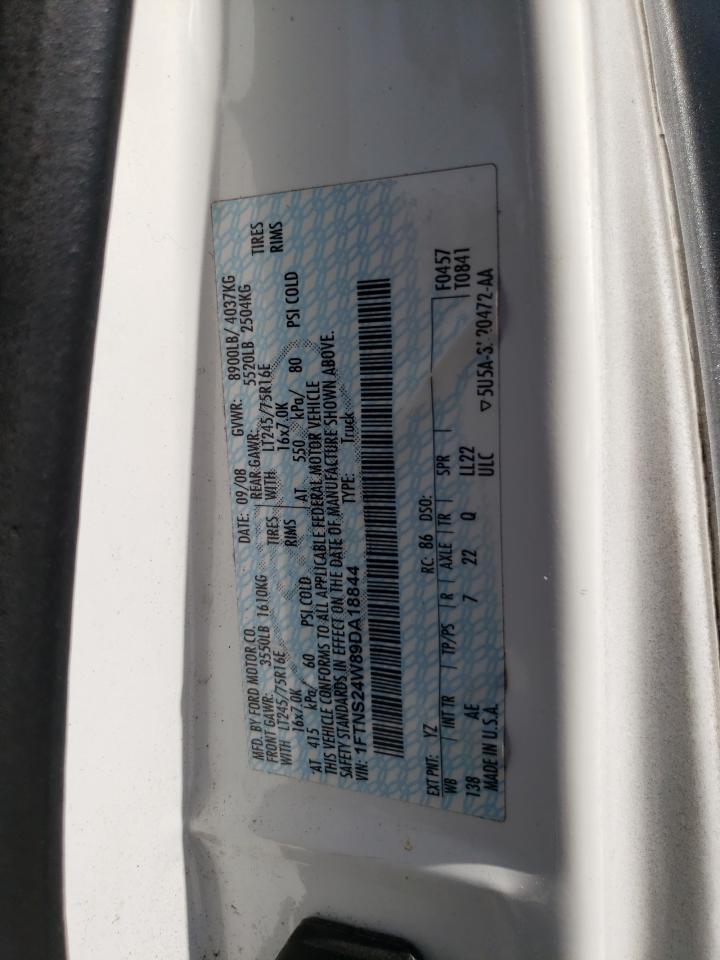 MFD. BY FORD MOTOR CO.
DATE: 09/08 GVWR: 8900LB/ 4037KG
FRONT GAWR: 3550LB 1610KG REAR GAWR: 5520LB 2504KG
WITH LT245/75R16E TIRES WITH LT245/75R16E TIRES
16x7.0K RIMS 16x7.0K RIMS
AT 415 kPa/ 60 PSI COLD AT 550 kPa/ 80 PSI COLD
THIS VEHICLE CONFORMS TO ALL APPLICABLE FEDERAL MOTOR VEHICLE
SAFETY STANDARDS IN EFFECT ON THE DATE OF MANUFACTURE SHOWN ABOVE.
VIN: 1FTNS24W89DA18844 TYPE: Truck
EXT PNT: YZ RC: 86 DSO: F0457
WB INT TR TP/PS R AXLE TR SPR T0841
138 AE 7 22 Q LL22
MADE IN U.S.A. ULC